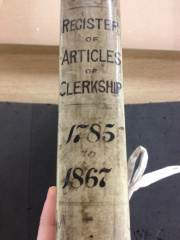 REGISTER
OF
ARTICLES
OF
CLERKSHIP
1785
TO
1867